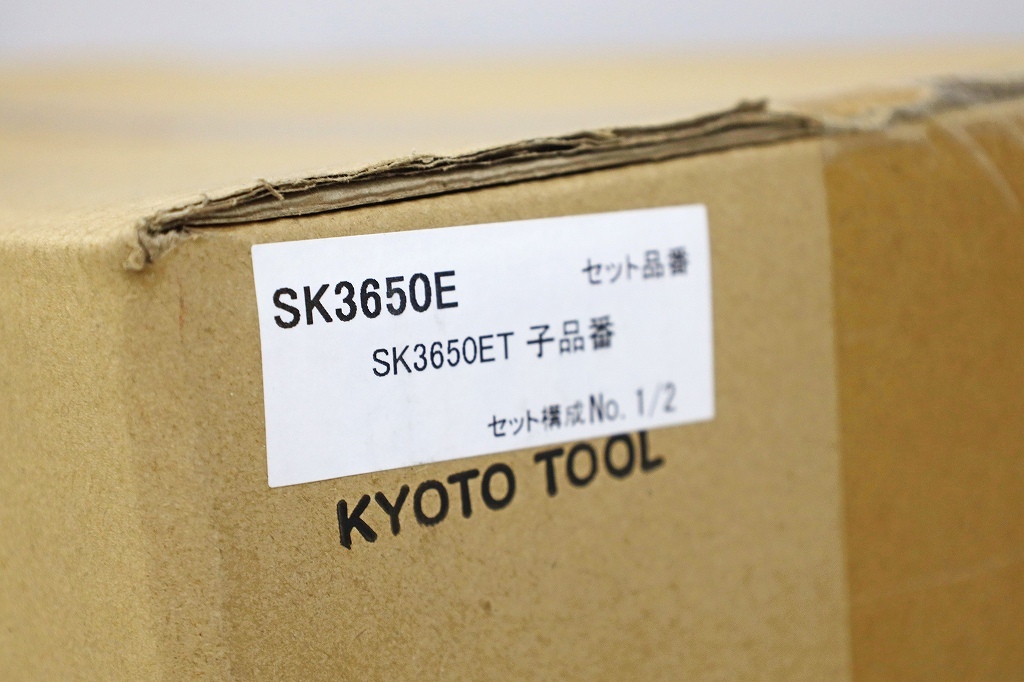 SK3650E セット品番
SK3650ET 子品番
セット構成No. 1/2
KYOTO TOOL